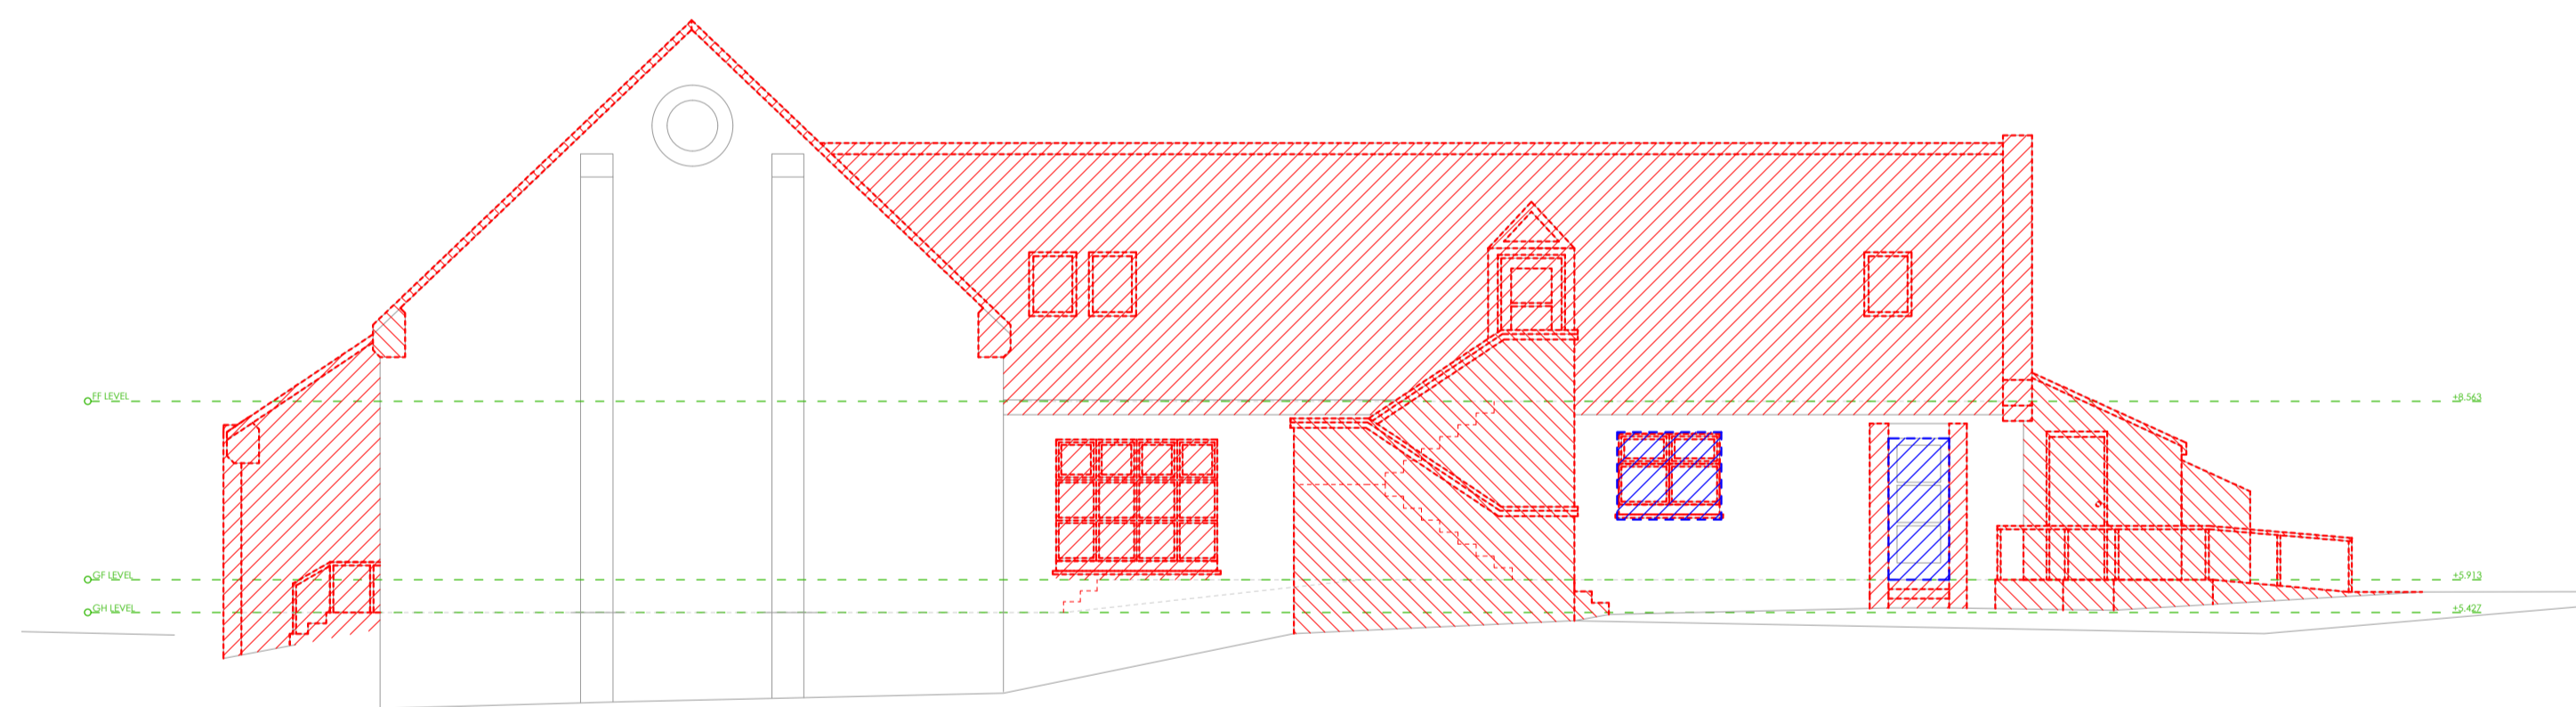 FF LEVEL
+8.563
GF LEVEL
+5.913
GH LEVEL
+5.427